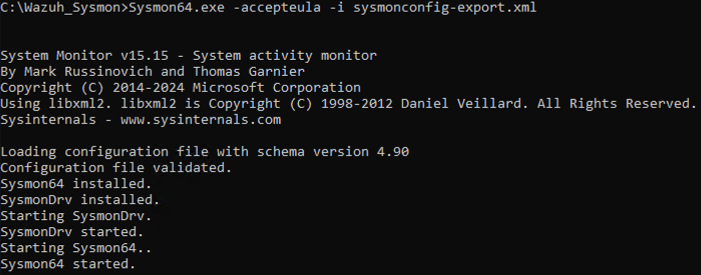 C:\Wazuh_Sysmon>Sysmon64.exe -accepteula -i sysmonconfig-export.xml
System Monitor v15.15 - System activity monitor
By Mark Russinovich and Thomas Garnier
Copyright (C) 2014-2024 Microsoft Corporation
Using libxml2. libxml2 is Copyright (C) 1998-2012 Daniel Veillard. All Rights Reserved.
Sysinternals - www.sysinternals.com
Loading configuration file with schema version 4.90
Configuration file validated.
Sysmon64 installed.
SysmonDrv installed.
Starting SysmonDrv.
SysmonDrv started.
Starting Sysmon64..
Sysmon64 started.